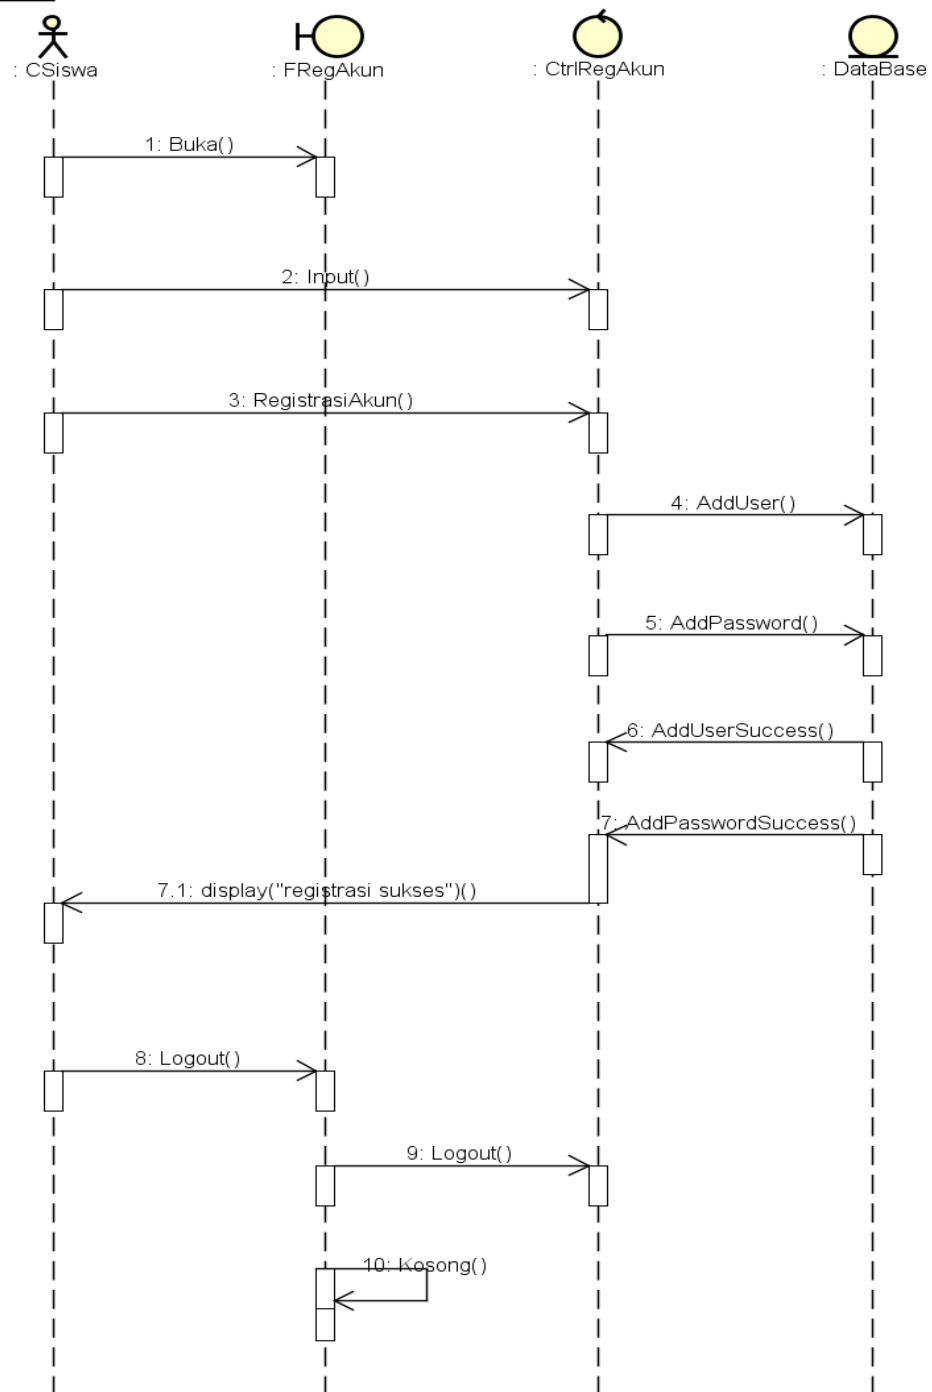 : CSiswa
: FRegAkun
: CtrlRegAkun
: DataBase
1: Buka()
2: Input()
3: RegistrasiAkun()
4: AddUser()
5: AddPassword()
6: AddUserSuccess()
7: AddPasswordSuccess()
7.1: display("registrasi sukses")()
8: Logout()
9: Logout()
10: Kosong()